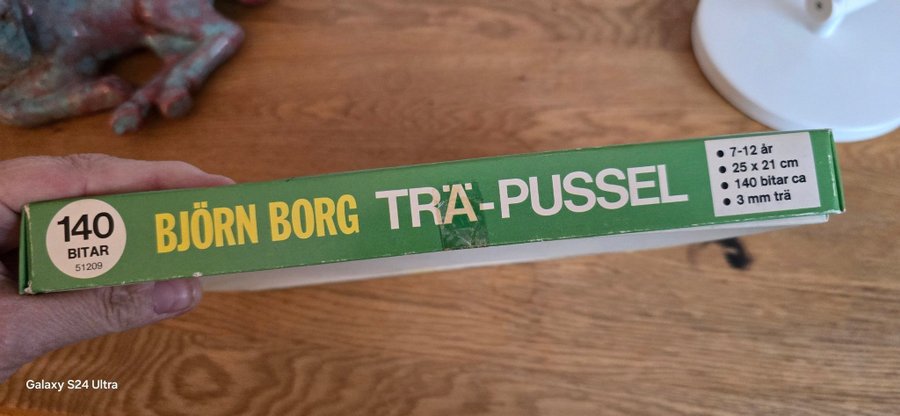 140
BITAR
51209
BJÖRN BORG TRÄ-PUSSEL
• 7-12 år
• 25 x 21 cm
• 140 bitar ca
• 3 mm trä
Galaxy S24 Ultra